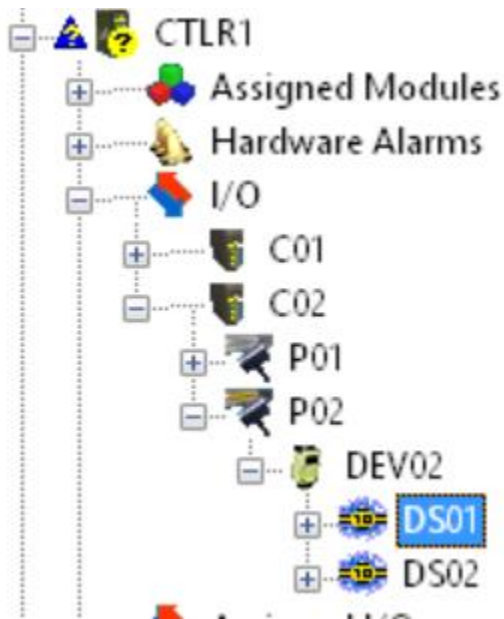 CTLR1
Assigned Modules
Hardware Alarms
I/O
C01
C02
P01
P02
DEV02
DS01
DS02